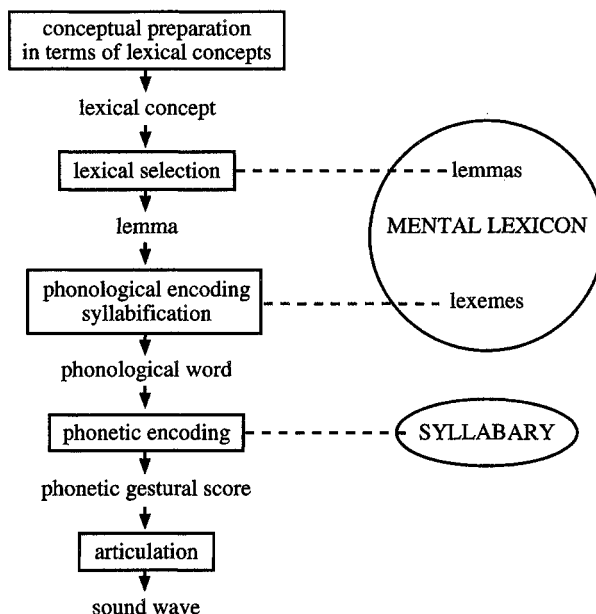 conceptual preparation
in terms of lexical concepts
lexical concept
lexical selection
lemmas
lemma
MENTAL LEXICON
phonological encoding
syllabification
lexemes
phonological word
phonetic encoding
SYLLABARY
phonetic gestural score
articulation
sound wave